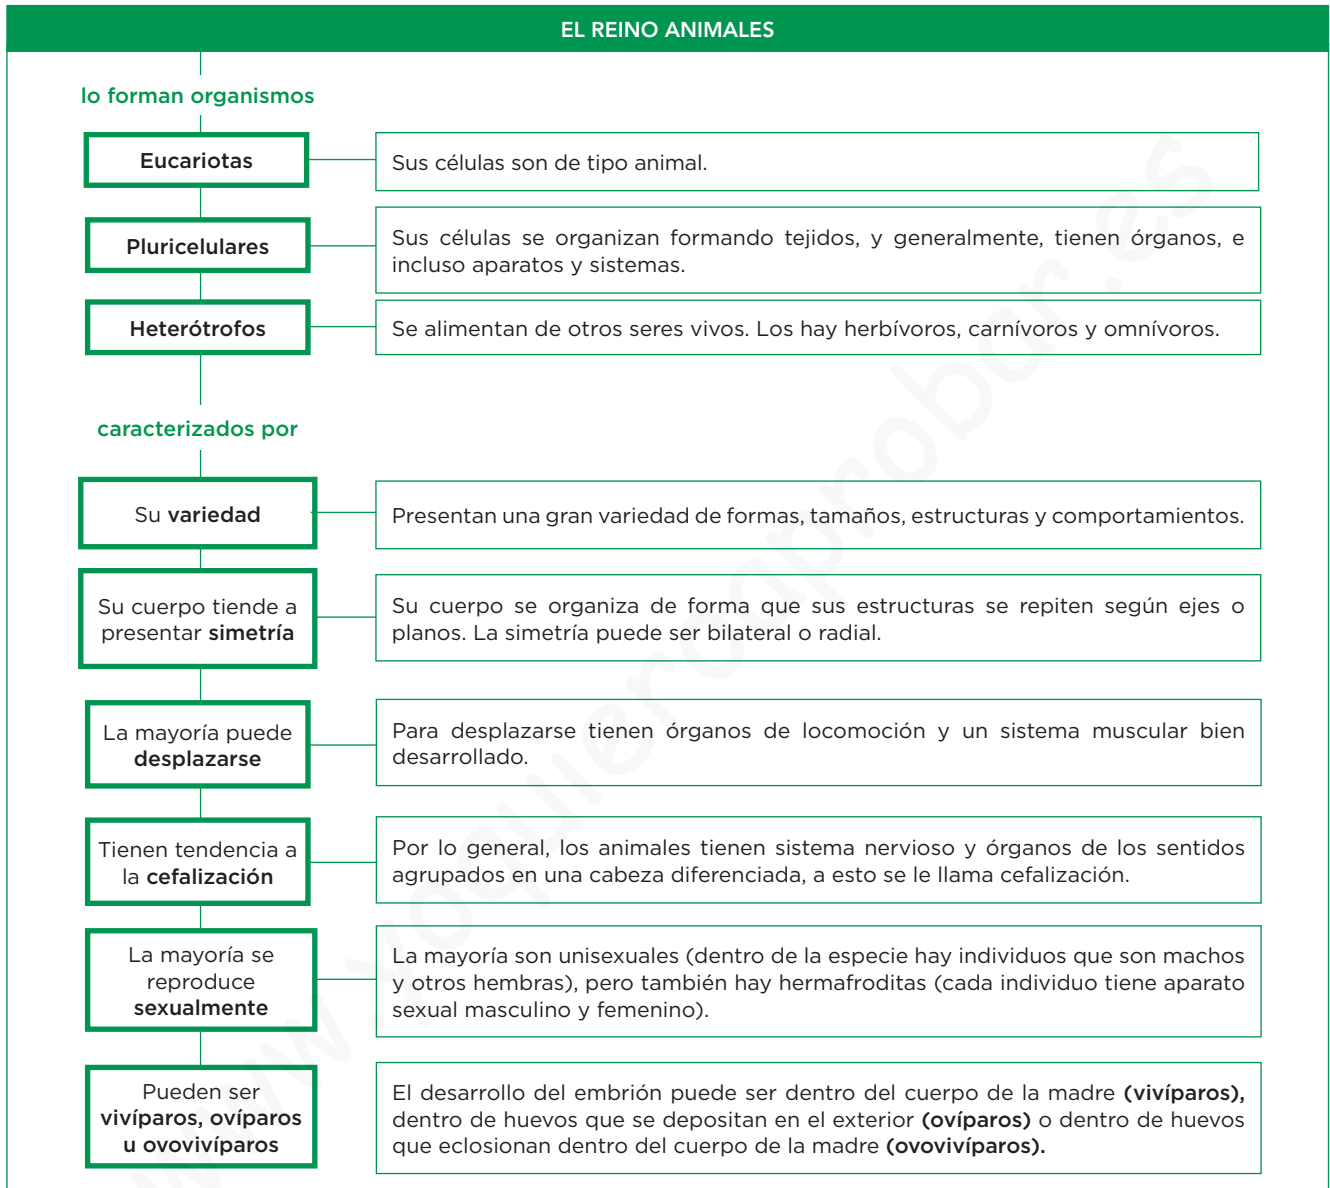 EL REINO ANIMALES
lo forman organismos
Eucariotas
Sus células son de tipo animal.
Pluricelulares
Sus células se organizan formando tejidos, y generalmente, tienen órganos, e
incluso aparatos y sistemas.
Heterótrofos
Se alimentan de otros seres vivos. Los hay herbívoros, carnívoros y omnívoros.
caracterizados por
Su variedad
Presentan una gran variedad de formas, tamaños, estructuras y comportamientos.
Su cuerpo tiende a
presentar simetría
Su cuerpo se organiza de forma que sus estructuras se repiten según ejes o
planos. La simetría puede ser bilateral o radial.
La mayoría puede
desplazarse
Para desplazarse tienen órganos de locomoción y un sistema muscular bien
desarrollado.
Tienen tendencia a
la cefalización
Por lo general, los animales tienen sistema nervioso y órganos de los sentidos
agrupados en una cabeza diferenciada, a esto se le llama cefalización.
La mayoría se
reproduce
sexualmente
La mayoría son unisexuales (dentro de la especie hay individuos que son machos
y otros hembras), pero también hay hermafroditas (cada individuo tiene aparato
sexual masculino y femenino).
Pueden ser
vivíparos, ovíparos
u ovovivíparos
El desarrollo del embrión puede ser dentro del cuerpo de la madre (vivíparos),
dentro de huevos que se depositan en el exterior (ovíparos) o dentro de huevos
que eclosionan dentro del cuerpo de la madre (ovovivíparos).
www.yoquieroaprobar.es